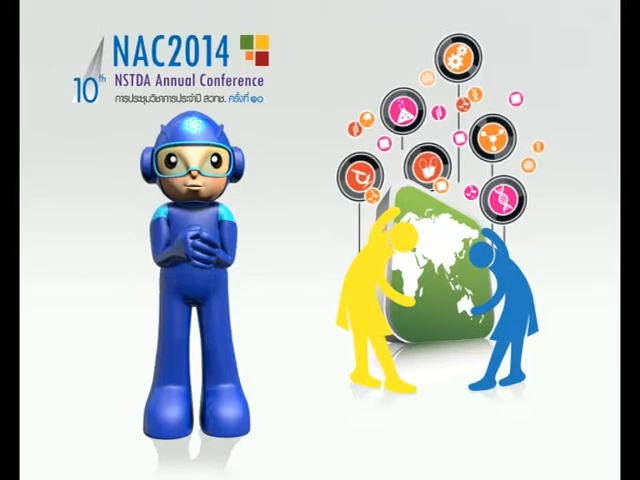 NAC2014
10th NSTDA Annual Conference
การประชุมวิชาการประจำปี สวทช. ครั้งที่ ๑๐